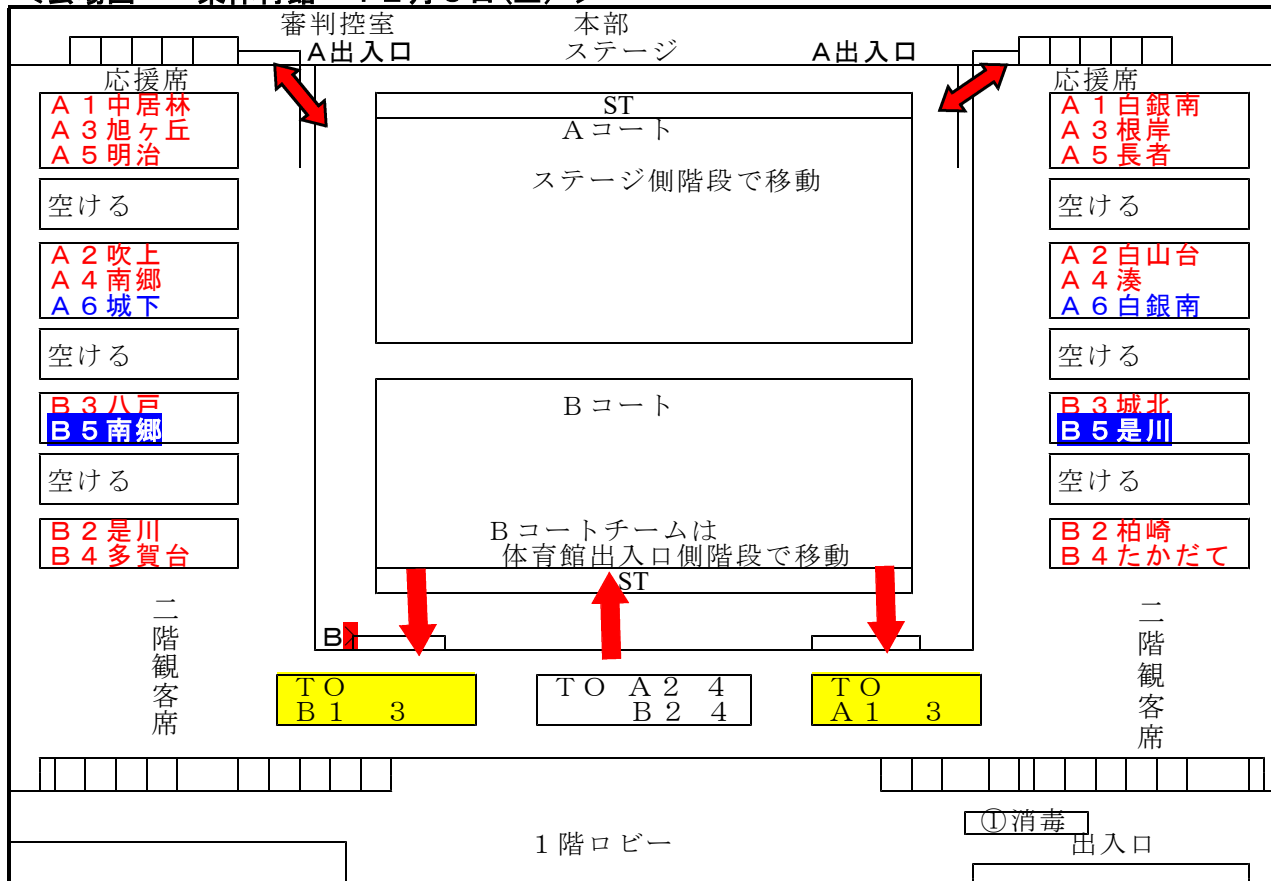 審判控室 本部
A出入口 ステージ A出入口
応援席 応援席
Ａ１中居林
Ａ３旭ヶ丘
Ａ５明治
ST
Ａコート
ステージ側階段で移動
Ａ１白銀南
Ａ３根岸
Ａ５長者
空ける 空ける
Ａ２吹上
Ａ４南郷
Ａ６城下
Ａ２白山台
Ａ４湊
Ａ６白銀南
空ける 空ける
Ｂ３八戸
Ｂ５南郷
Ｂコート
Ｂ３城北
Ｂ５是川
空ける 空ける
Ｂ２是川
Ｂ４多賀台
Ｂコートチームは
体育館出入口側階段で移動
ST
Ｂ２柏崎
Ｂ４たかだて
二階観客席
二階観客席
B
ＴＯ
Ｂ１ ３
ＴＯ Ａ２ ４
Ｂ２ ４
ＴＯ
Ａ１ ３
①消毒
１階ロビー 出入口